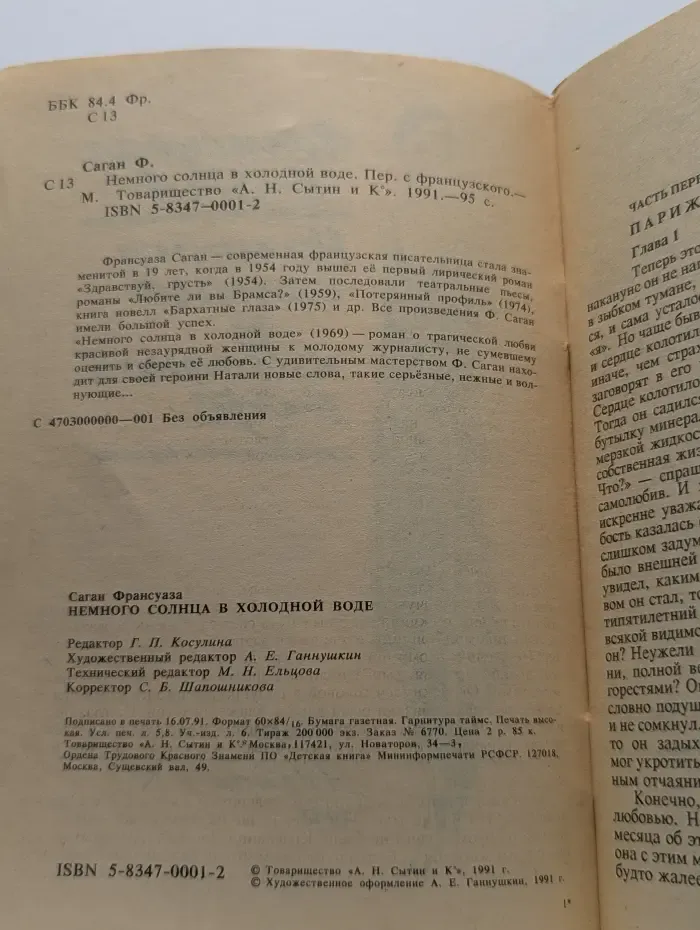 ББК 84.4 Фр.
С 13
Саган Ф.
С 13 Немного солнца в холодной воде. Пер. с французского.—
М. Товарищество «А. Н. Сытин и К°». 1991.—95 с.
ISBN 5-8347—0001-2
Франсуаза Саган — современная французская писательница стала зна-
менитой в 19 лет, когда в 1954 году вышел её первый лирический роман
«Здравствуй, грусть» (1954). Затем последовали театральные пьесы,
романы «Любите ли вы Брамса?» (1959), «Потерянный профиль» (1974),
книга новелл «Бархатные глаза» (1975) и др. Все произведения Ф. Саган
имели большой успех.
«Немного солнца в холодной воде» (1969) — роман о трагической любви
красивой незаурядной женщины к молодому журналисту, не сумевшему
оценить и сберечь её любовь. С удивительным мастерством Ф. Саган нахо-
дит для своей героини Натали новые слова, такие серьёзные, нежные и вол-
нующие...
С 4703000000—001 Без объявления
Саган Франсуаза
НЕМНОГО СОЛНЦА В ХОЛОДНОЙ ВОДЕ
Редактор Г. П. Косулина
Художественный редактор А. Е. Ганнушкин
Технический редактор М. Н. Ельцова
Корректор С. Б. Шапошникова
Подписано в печать 16.07.91. Формат 60×84/16. Бумага газетная. Гарнитура таймс. Печать высо-
кая. Усл. печ. л. 5,8. Уч.-изд. л. 6. Тираж 200 000 экз. Заказ № 6770. Цена 2 р. 85 к.
Товарищество «А. Н. Сытин и К°» Москва, 117421, ул. Новаторов, 34—3,
Ордена Трудового Красного Знамени ПО «Детская книга» Мининформпечати РСФСР. 127018,
Москва, Сущевский вал, 49.
ISBN 5-8347-0001-2
© Товарищество «А. Н. Сытин и К°», 1991 г.
© Художественное оформление А. Е. Ганнушкин, 1991 г.
1*
ЧАСТЬ ПЕР
ПАРИЖ
Глава 1
Теперь это
накануне он не на
в зыбком тумане,
ся, и сама устало
«я». Но чаще быв
и сердце колотил
иначе, чем страх
заговорят в его
Сердце колотило
Тогда он садился
бутылку минера
мерзкой жидкос
собственная жиз
Что?» — спраш
самолюбив. И
искренне уважа
бость казалась
слишком задум
было внешней
увидел, каким
вом он стал, то
типятилетний
всякой видимо
он? Неужели
ни, полной в
горестями? О
словно подуш
и не сомкнул.
то он задых
мог укротить
ным отчаяни
Конечно,
любовью. Н
месяца об эт
она с этим м
будто жалее